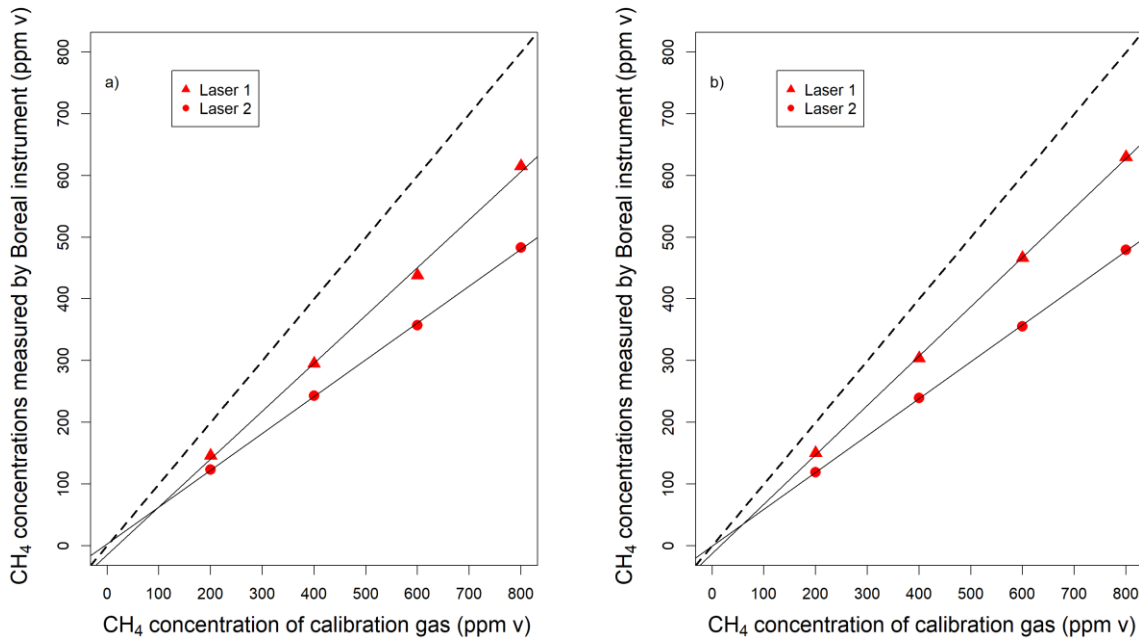 CH₄ concentrations measured by Boreal instrument (ppm v)
800
700
600
500
400
300
200
100
0
a)
Laser 1
Laser 2
0 100 200 300 400 500 600 700 800
CH₄ concentration of calibration gas (ppm v)
CH₄ concentrations measured by Boreal instrument (ppm v)
800
700
600
500
400
300
200
100
0
b)
Laser 1
Laser 2
0 100 200 300 400 500 600 700 800
CH₄ concentration of calibration gas (ppm v)